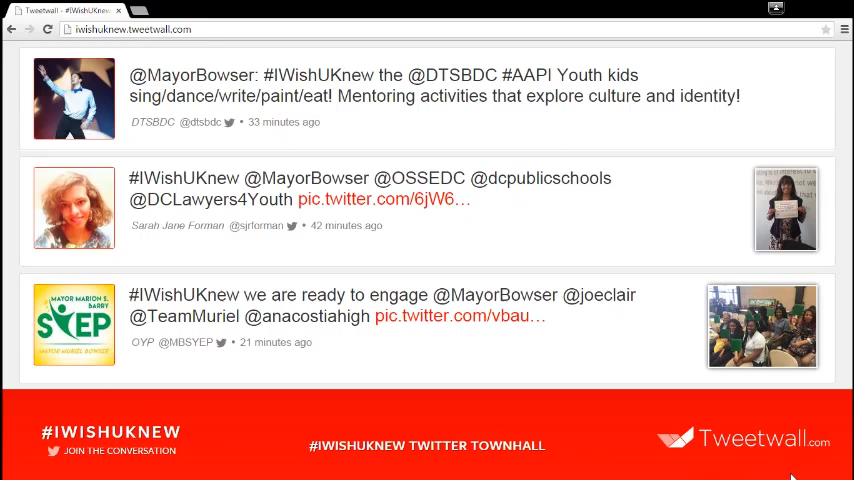 Tweetwall - #IWishUKnew
iwishuknew.tweetwall.com
@MayorBowser: #IWishUKnew the @DTSBDC #AAPI Youth kids
sing/dance/write/paint/eat! Mentoring activities that explore culture and identity!
DTSBDC @dtsbdc • 33 minutes ago
#IWishUKnew @MayorBowser @OSSEDC @dcpublicschools
@DCLawyers4Youth pic.twitter.com/6jW6…
Sarah Jane Forman @sjrforman • 42 minutes ago
MAYOR MARION S.
BARRY
SYEP
MAYOR MURIEL BOWSER
#IWishUKnew we are ready to engage @MayorBowser @joeclair
@TeamMuriel @anacostiahigh pic.twitter.com/vbau…
OYP @MBSYEP • 21 minutes ago
#IWISHUKNEW
JOIN THE CONVERSATION
#IWISHUKNEW TWITTER TOWNHALL
Tweetwall.com